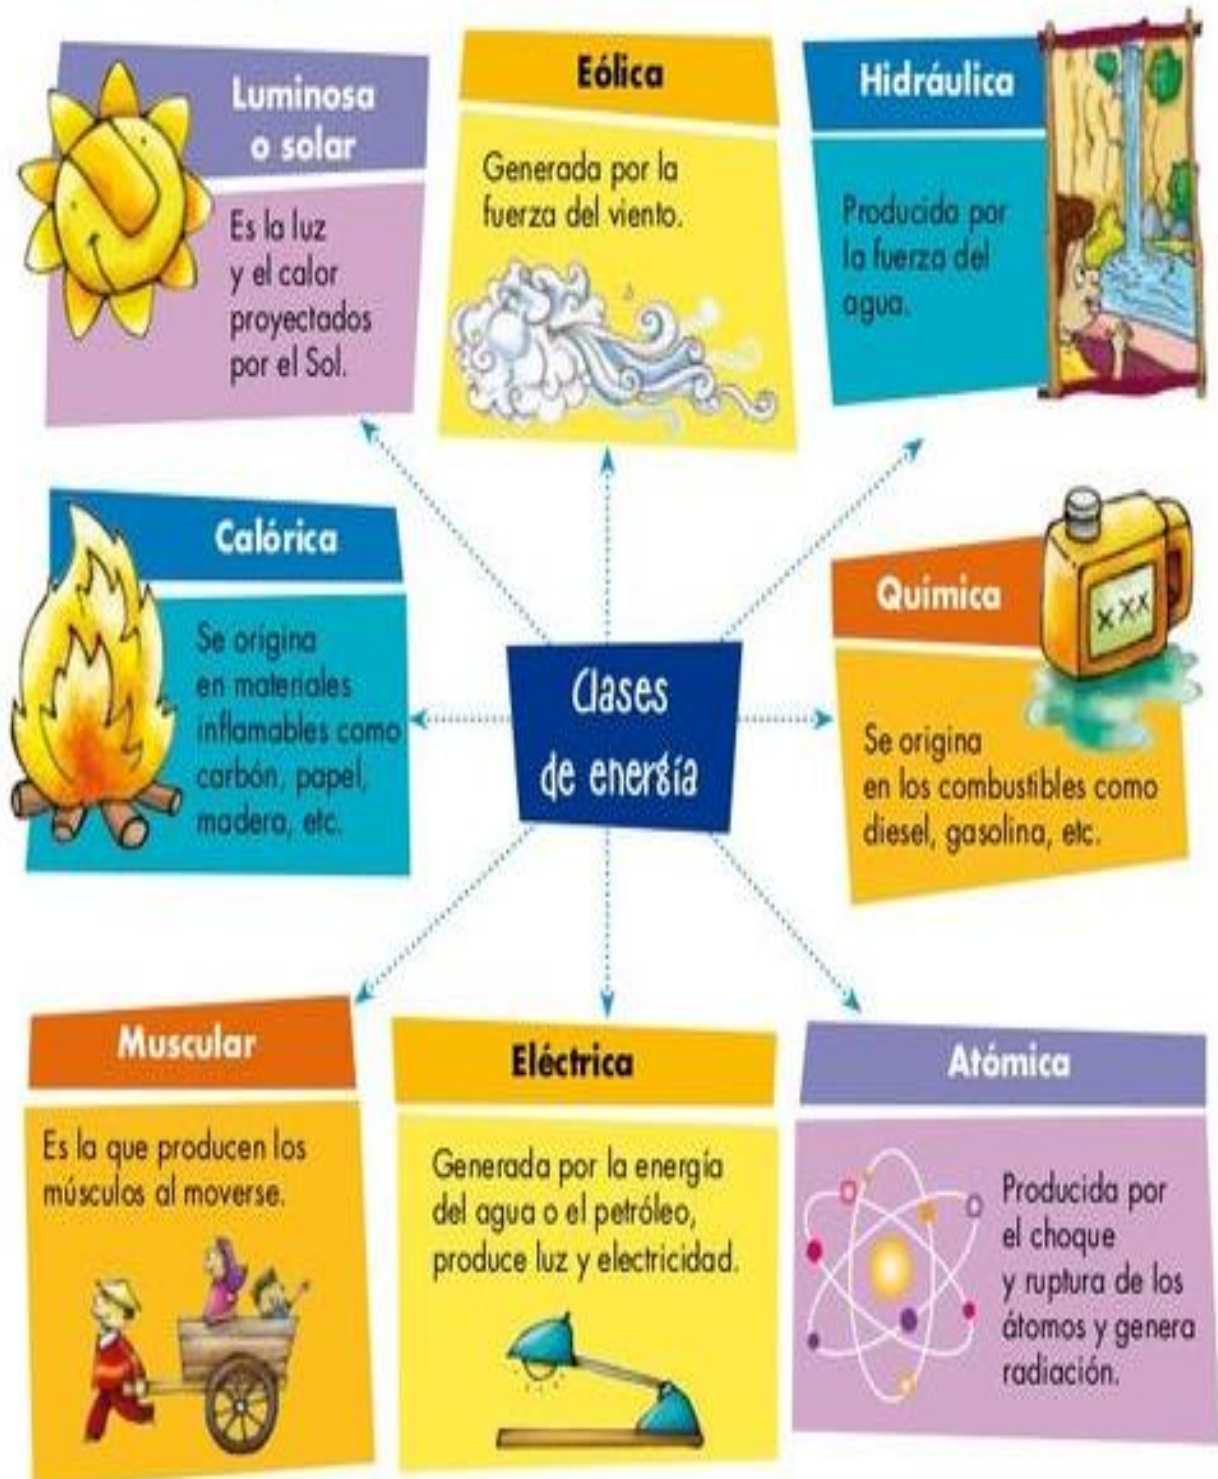 Luminosa
o solar
Es la luz
y el calor
proyectados
por el Sol.
Eólica
Generada por la
fuerza del viento.
Hidráulica
Producida por
la fuerza del
agua.
Calórica
Se origina
en materiales
inflamables como
carbón, papel,
madera, etc.
Clases
de energía
Química
XXX
Se origina
en los combustibles como
diesel, gasolina, etc.
Muscular
Es la que producen los
músculos al moverse.
Eléctrica
Generada por la energía
del agua o el petróleo,
produce luz y electricidad.
Atómica
Producida por
el choque
y ruptura de los
átomos y genera
radiación.